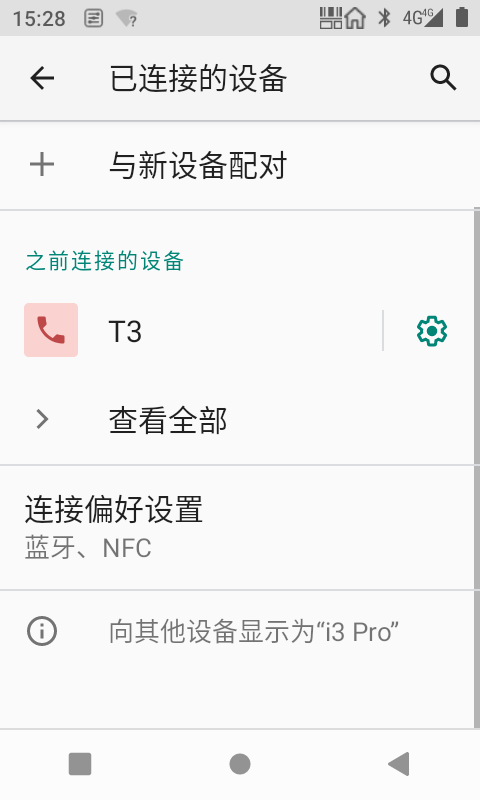 15:28
4G 4G
已连接的设备
与新设备配对
之前连接的设备
T3
查看全部
连接偏好设置
蓝牙、NFC
向其他设备显示为“i3 Pro”